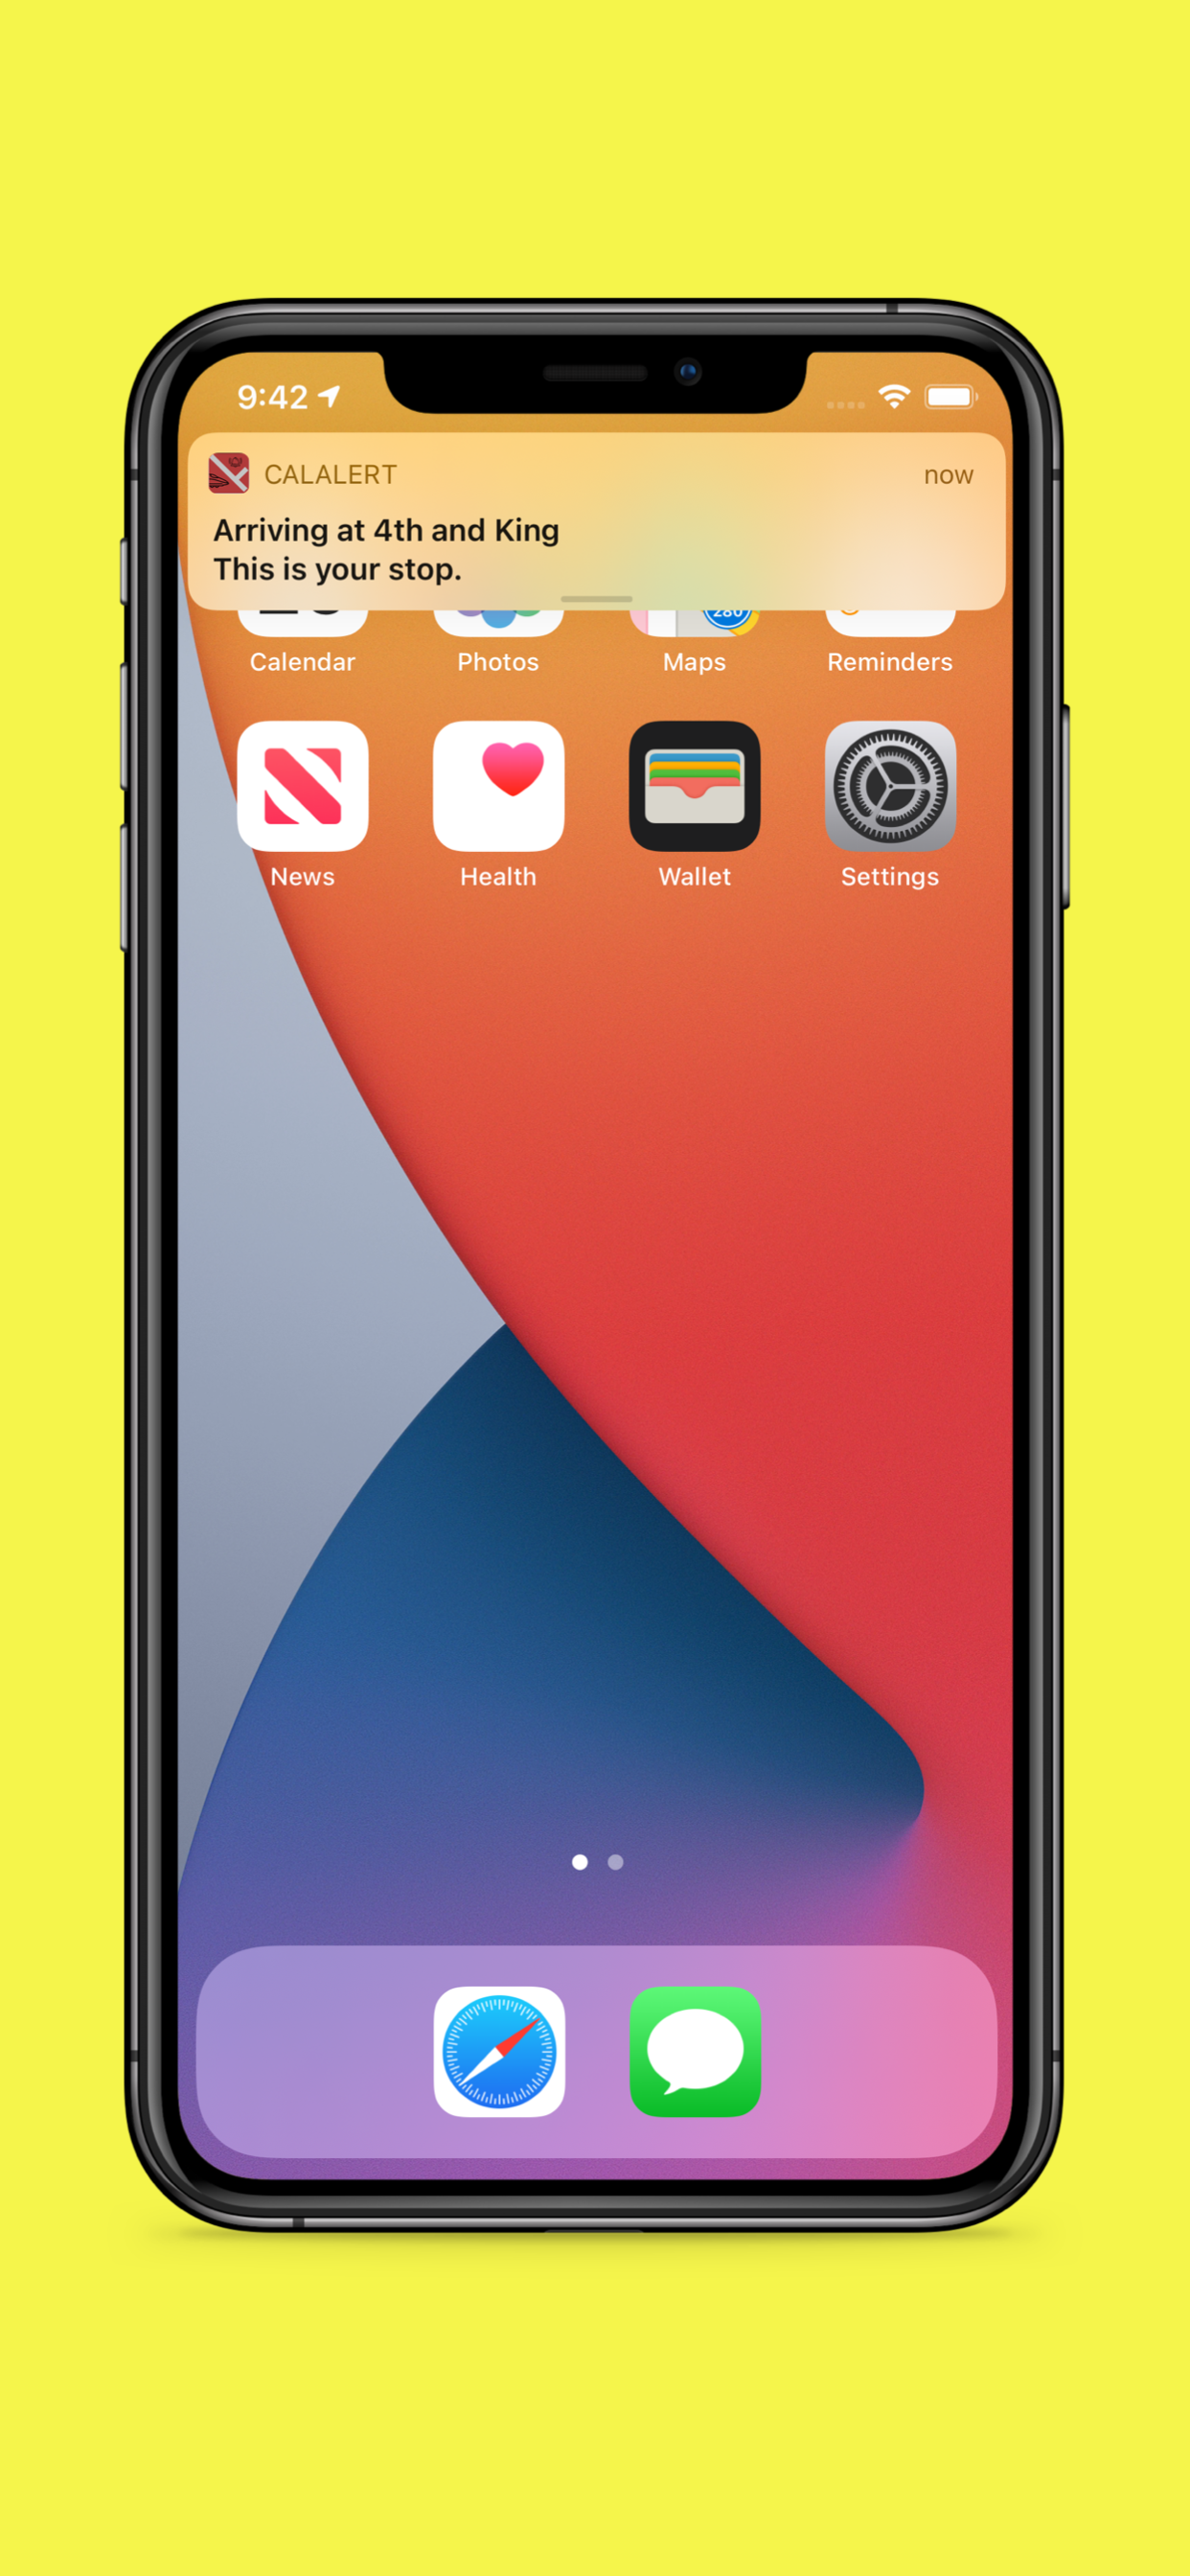 9:42
CALALERT now
Arriving at 4th and King
This is your stop.
280
Calendar Photos Maps Reminders
News Health Wallet Settings